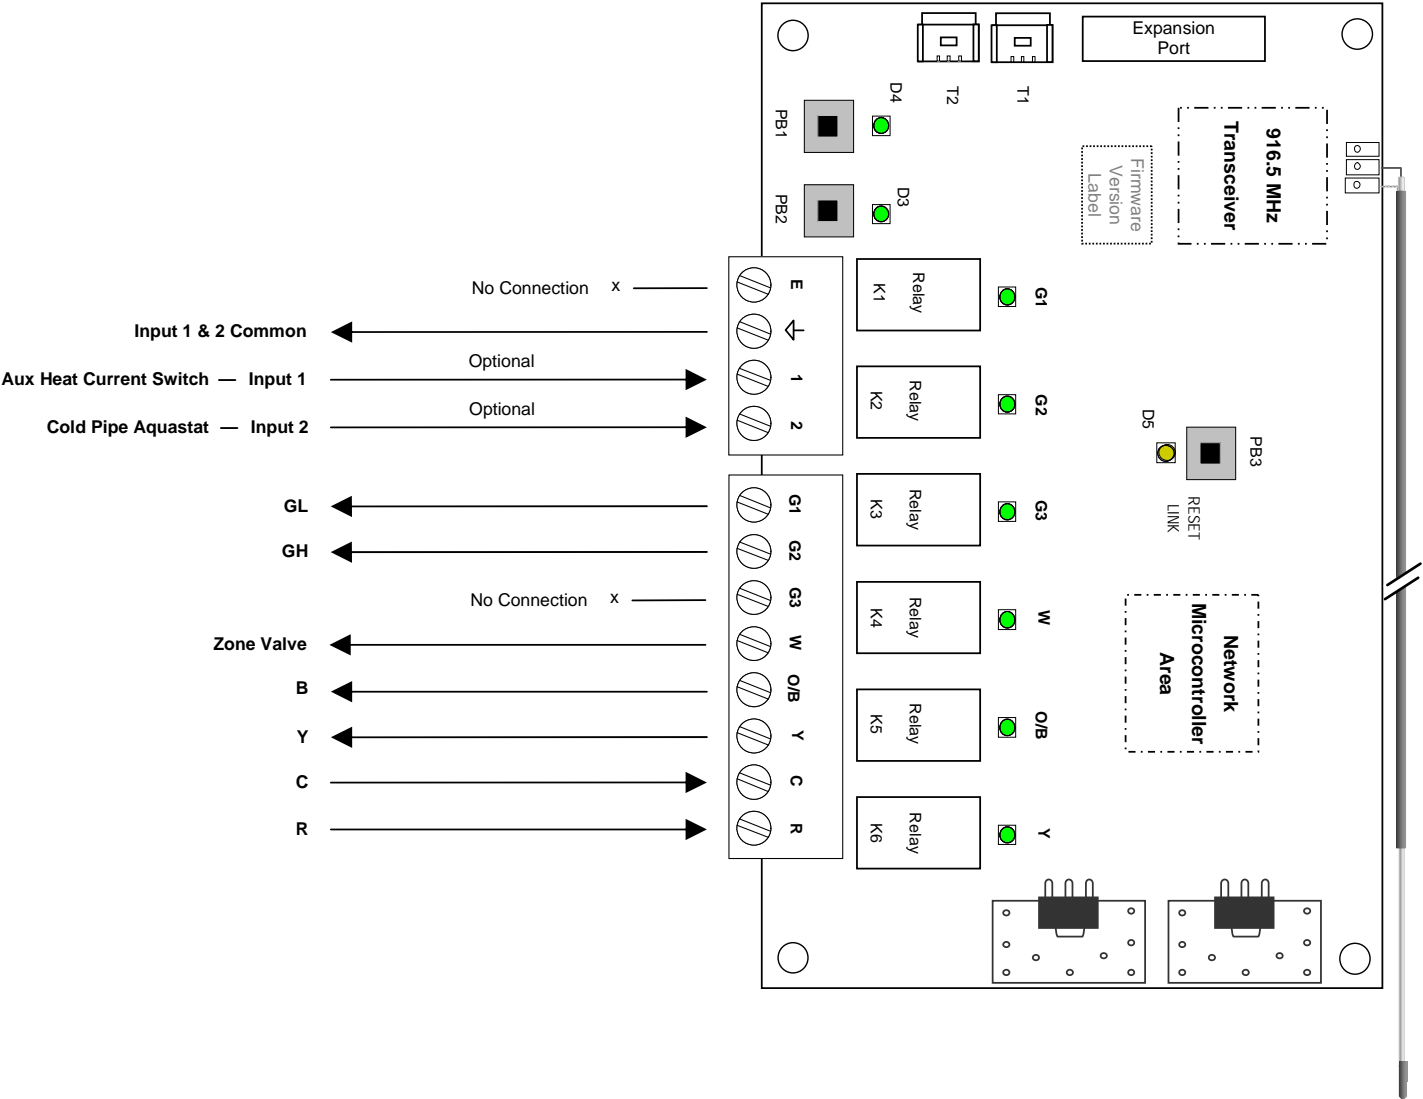 Expansion
Port
T2
T1
D4
PB1
916.5 MHz
Transceiver
Firmware
Version
Label
D3
PB2
No Connection x
E
Relay
K1
G1
Input 1 & 2 Common
Optional
Aux Heat Current Switch — Input 1
1
Relay
K2
G2
Optional
Cold Pipe Aquastat — Input 2
2
D5
PB3
RESET
LINK
GL
G1
Relay
K3
G3
GH
G2
No Connection x
G3
Relay
K4
W
Zone Valve
W
Network
Microcontroller
Area
B
O/B
Relay
K5
O/B
Y
Y
C
C
R
R
Relay
K6
Y